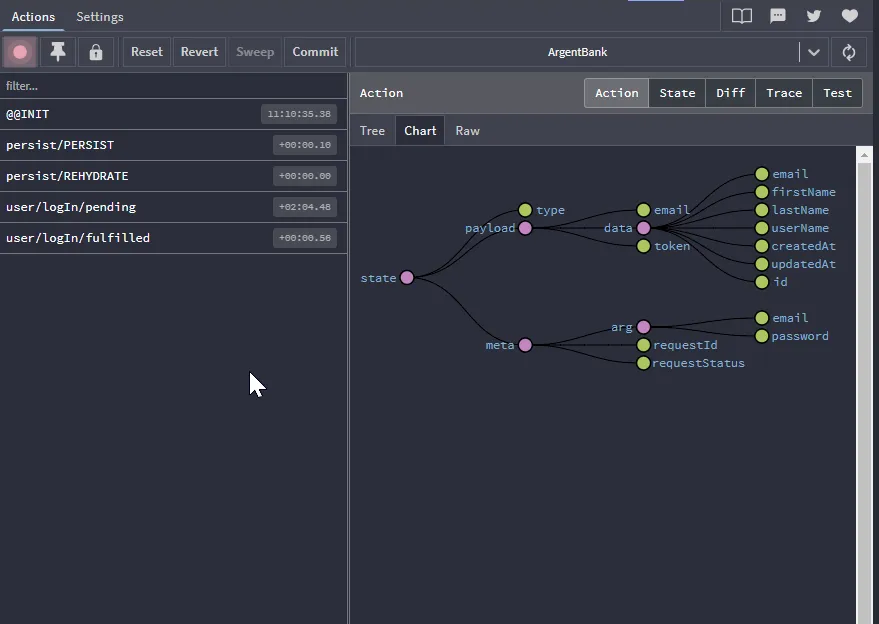 Actions Settings
Reset Revert Sweep Commit ArgentBank
filter...
@@INIT 11:10:35.38
persist/PERSIST +00:00.10
persist/REHYDRATE +00:00.00
user/logIn/pending +02:04.48
user/logIn/fulfilled +00:00.56
Action Action State Diff Trace Test
Tree Chart Raw
email
firstName
type email lastName
payload data userName
token createdAt
updatedAt
state id
email
arg
password
meta requestId
requestStatus